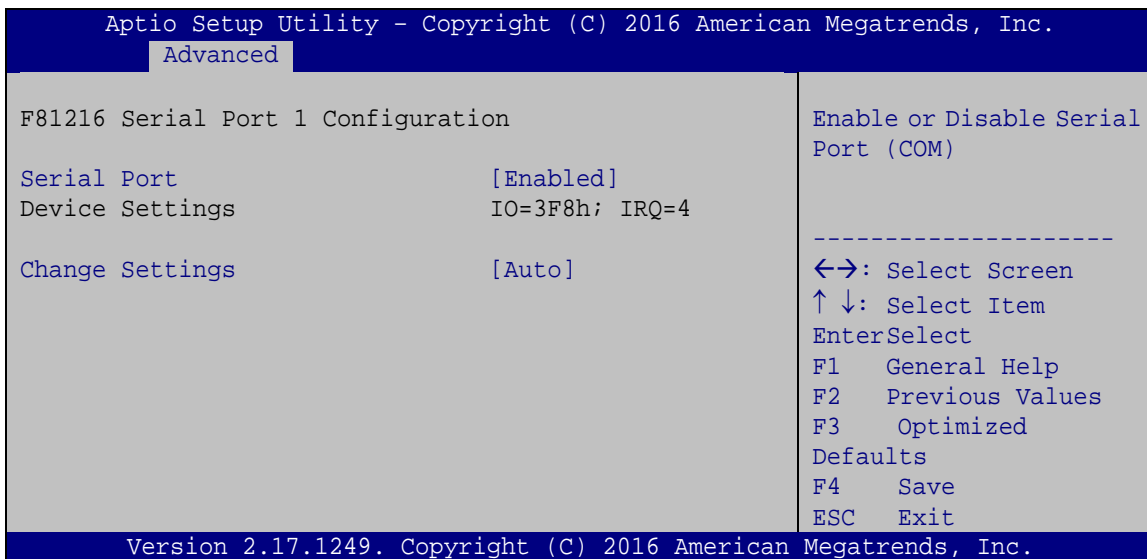 Aptio Setup Utility – Copyright (C) 2016 American Megatrends, Inc.
Advanced
F81216 Serial Port 1 Configuration
Serial Port [Enabled]
Device Settings IO=3F8h; IRQ=4
Change Settings [Auto]
Enable or Disable Serial
Port (COM)
---------------------
←→: Select Screen
↑ ↓: Select Item
EnterSelect
F1 General Help
F2 Previous Values
F3 Optimized
Defaults
F4 Save
ESC Exit
Version 2.17.1249. Copyright (C) 2016 American Megatrends, Inc.